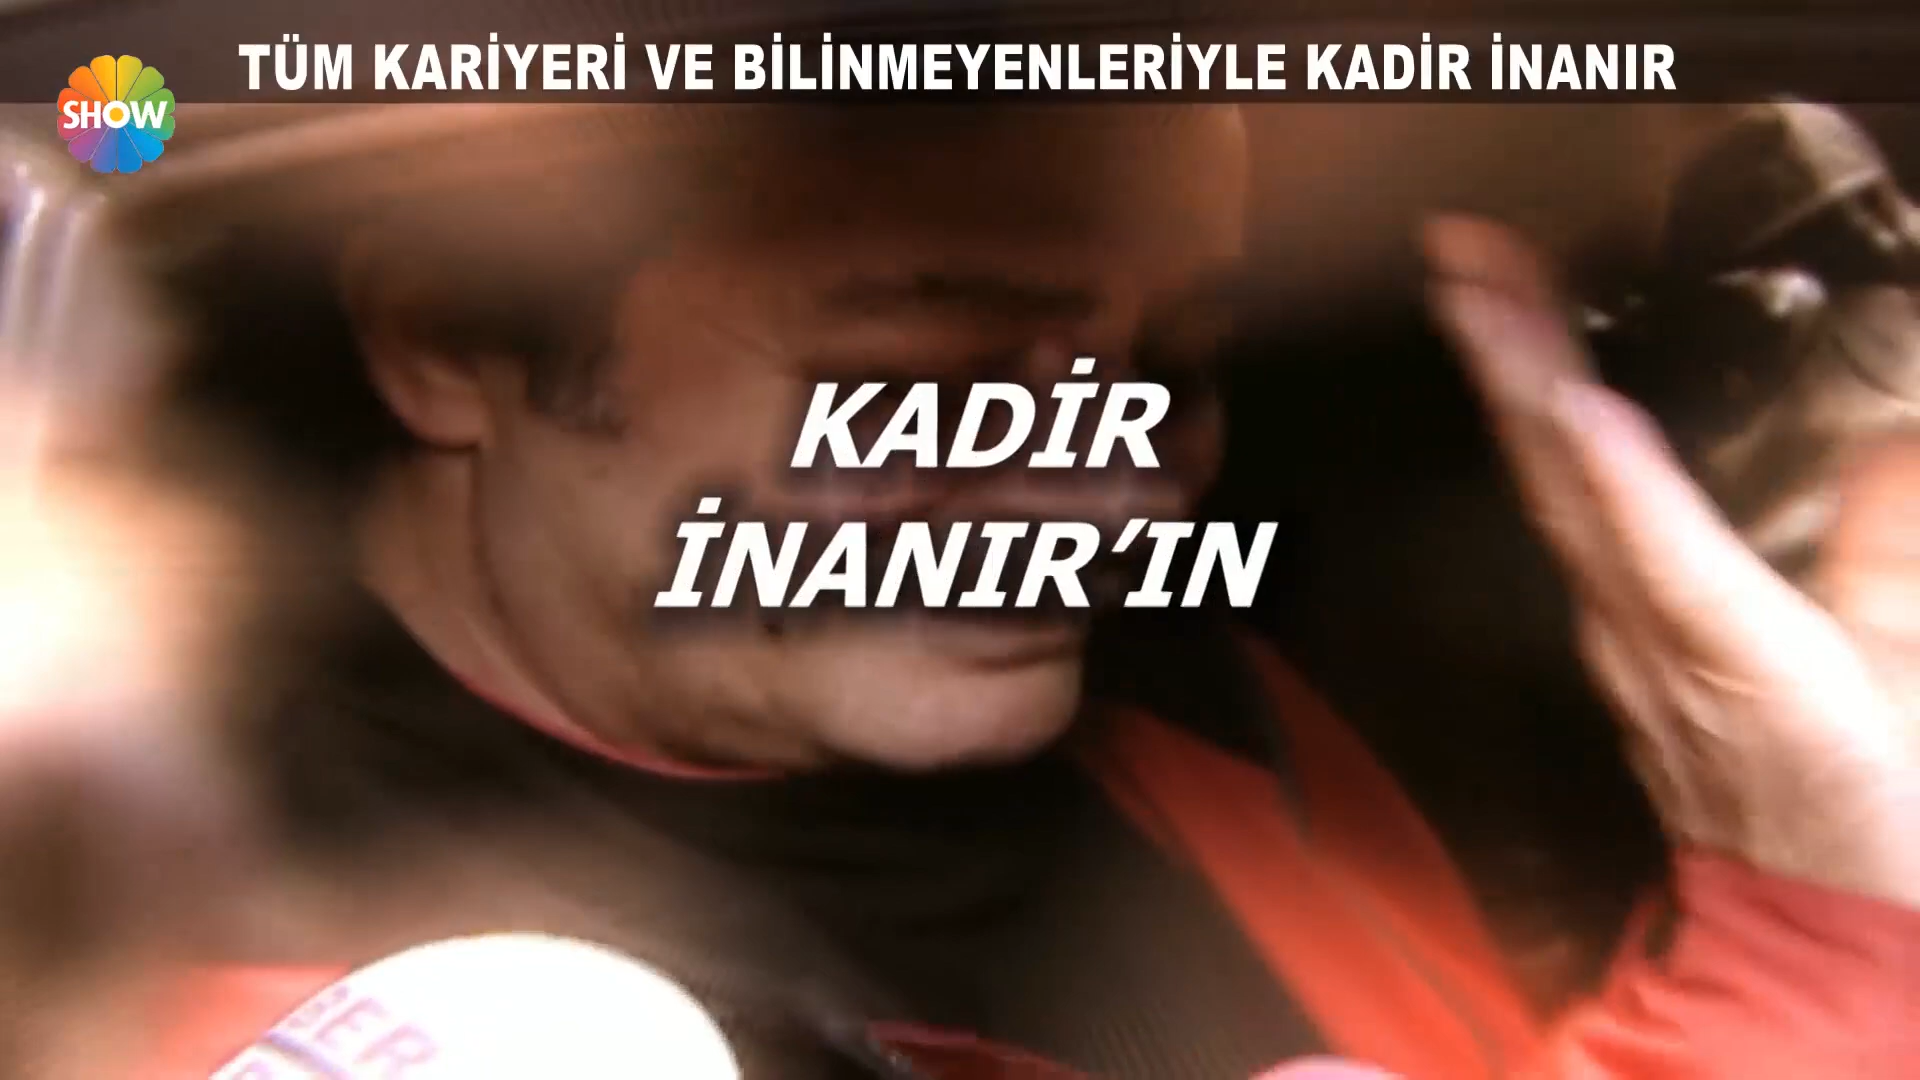 TÜM KARİYERİ VE BİLİNMEYENLERİYLE KADİR İNANIR
SHOW
KADİR
İNANIR'IN